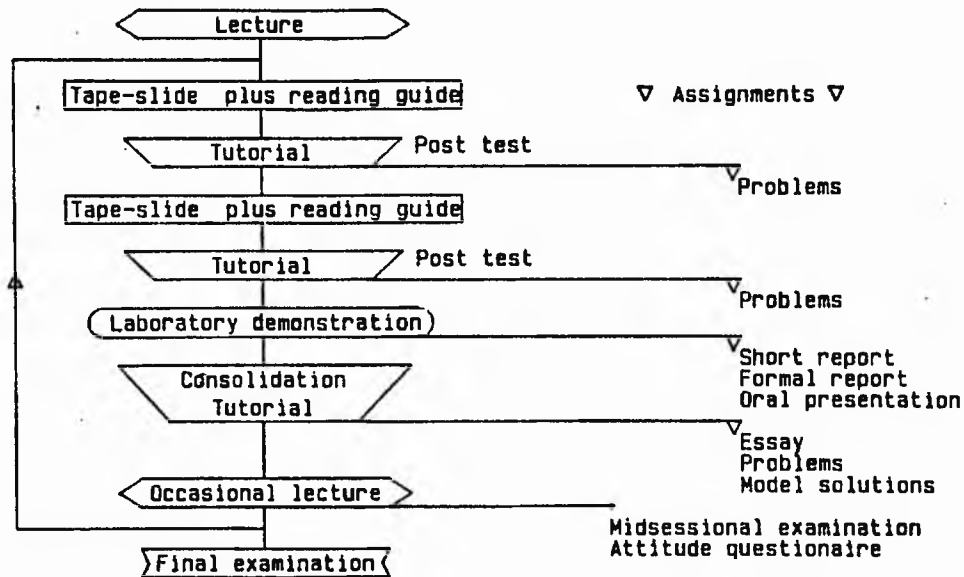 Lecture
Tape-slide plus reading guide
▽ Assignments ▽
Tutorial
Post test
Problems
Tape-slide plus reading guide
Tutorial
Post test
Problems
Laboratory demonstration
Short report
Formal report
Oral presentation
Consolidation
Tutorial
Essay
Problems
Model solutions
Occasional lecture
Midsessional examination
Attitude questionaire
Final examination